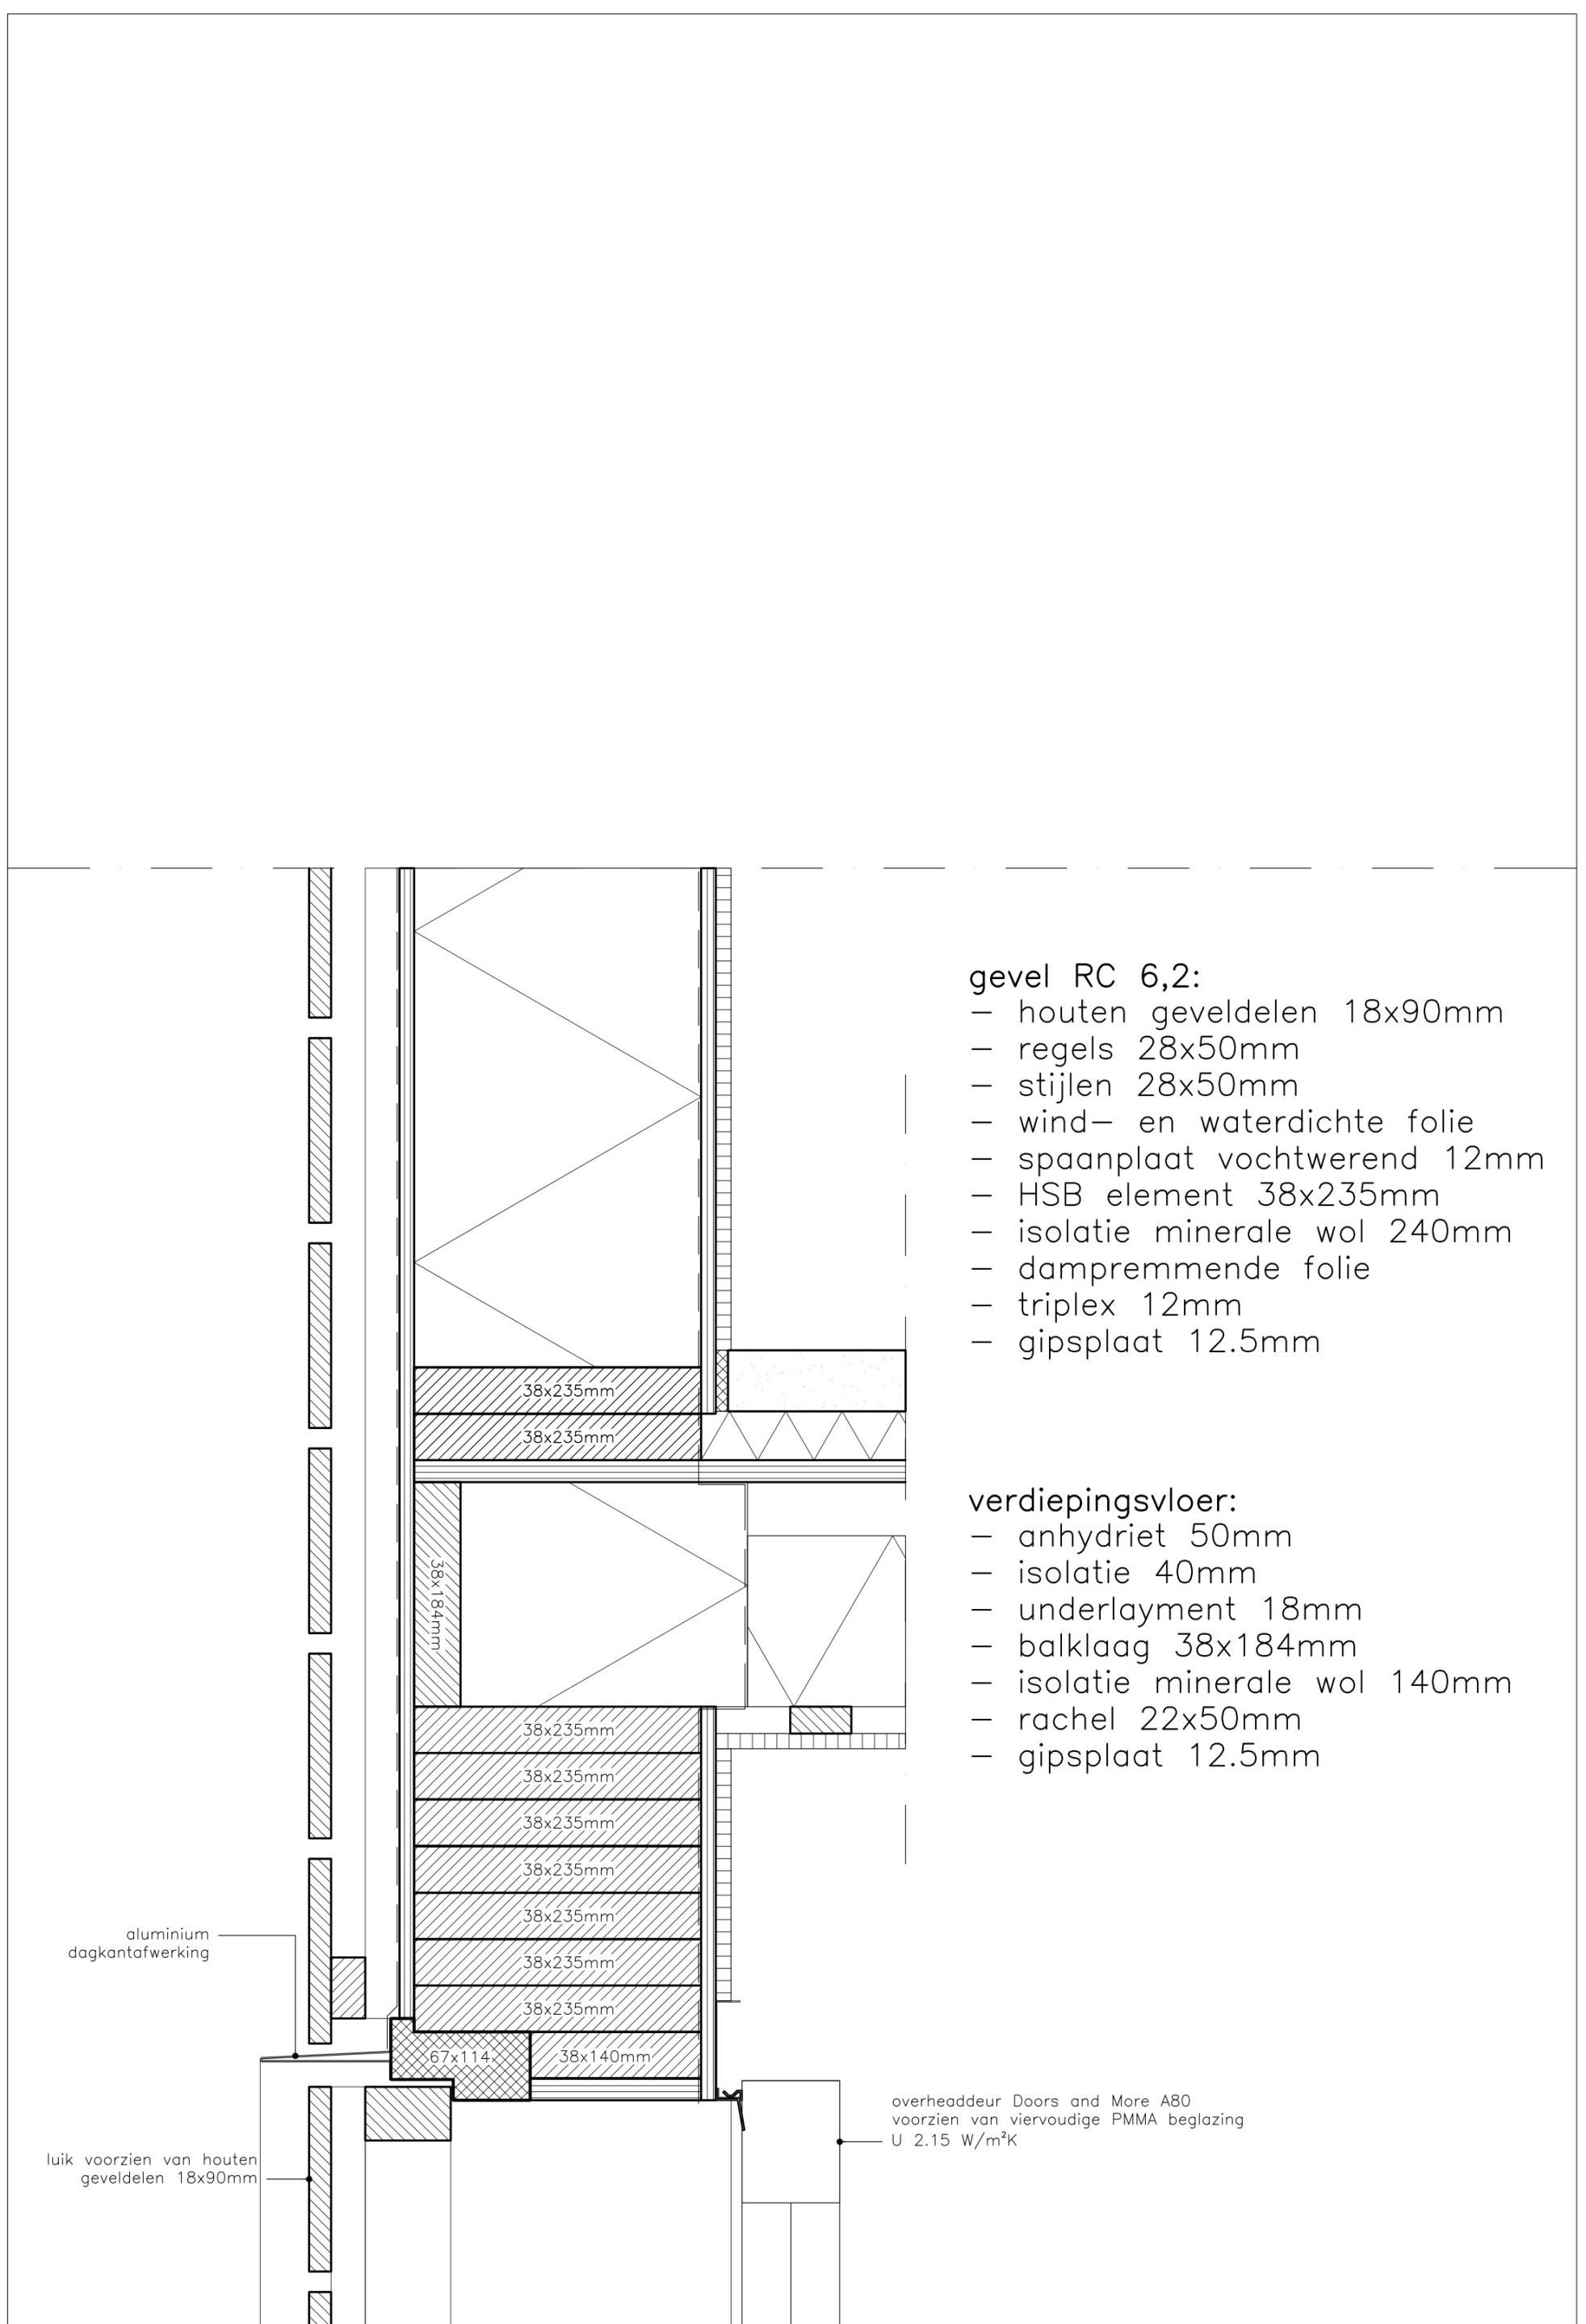 gevel RC 6,2:
– houten geveldelen 18x90mm
– regels 28x50mm
– stijlen 28x50mm
– wind– en waterdichte folie
– spaanplaat vochtwerend 12mm
– HSB element 38x235mm
– isolatie minerale wol 240mm
– dampremmende folie
– triplex 12mm
– gipsplaat 12.5mm
38x235mm
38x235mm
verdiepingsvloer:
– anhydriet 50mm
– isolatie 40mm
– underlayment 18mm
– balklaag 38x184mm
– isolatie minerale wol 140mm
– rachel 22x50mm
– gipsplaat 12.5mm
38x184mm
38x235mm
38x235mm
38x235mm
38x235mm
38x235mm
38x235mm
38x235mm
aluminium
dagkantafwerking
67x114
38x140mm
overheaddeur Doors and More A80
voorzien van viervoudige PMMA beglazing
U 2.15 W/m²K
luik voorzien van houten
geveldelen 18x90mm